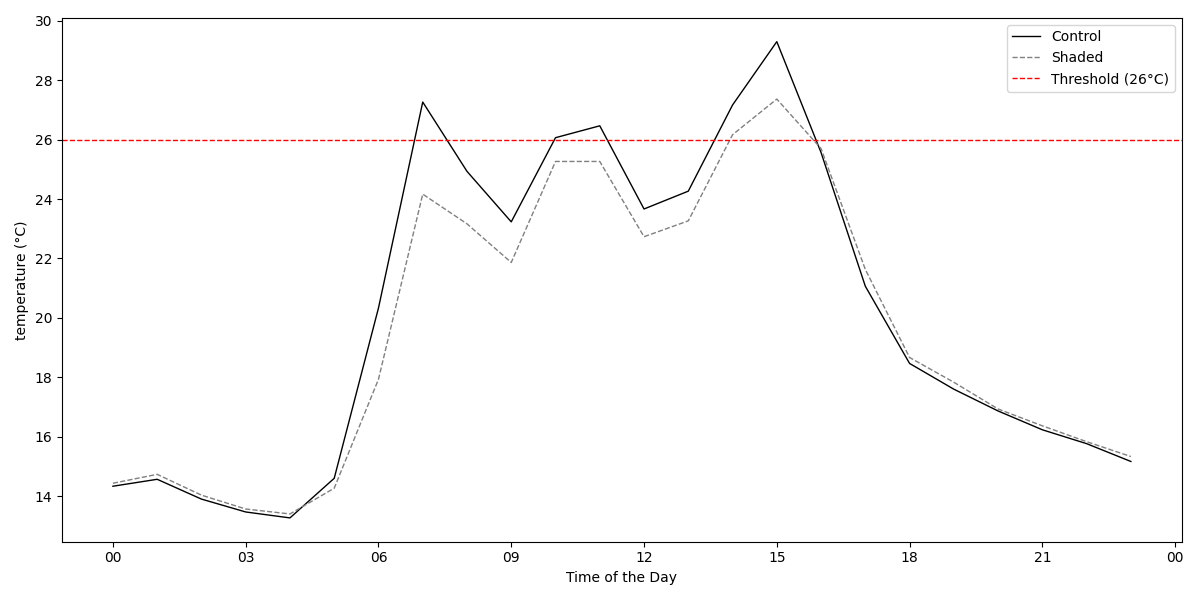 30
28
26
24
22
20
18
16
14
temperature (°C)
Control
Shaded
Threshold (26°C)
00 03 06 09 12 15 18 21 00
Time of the Day